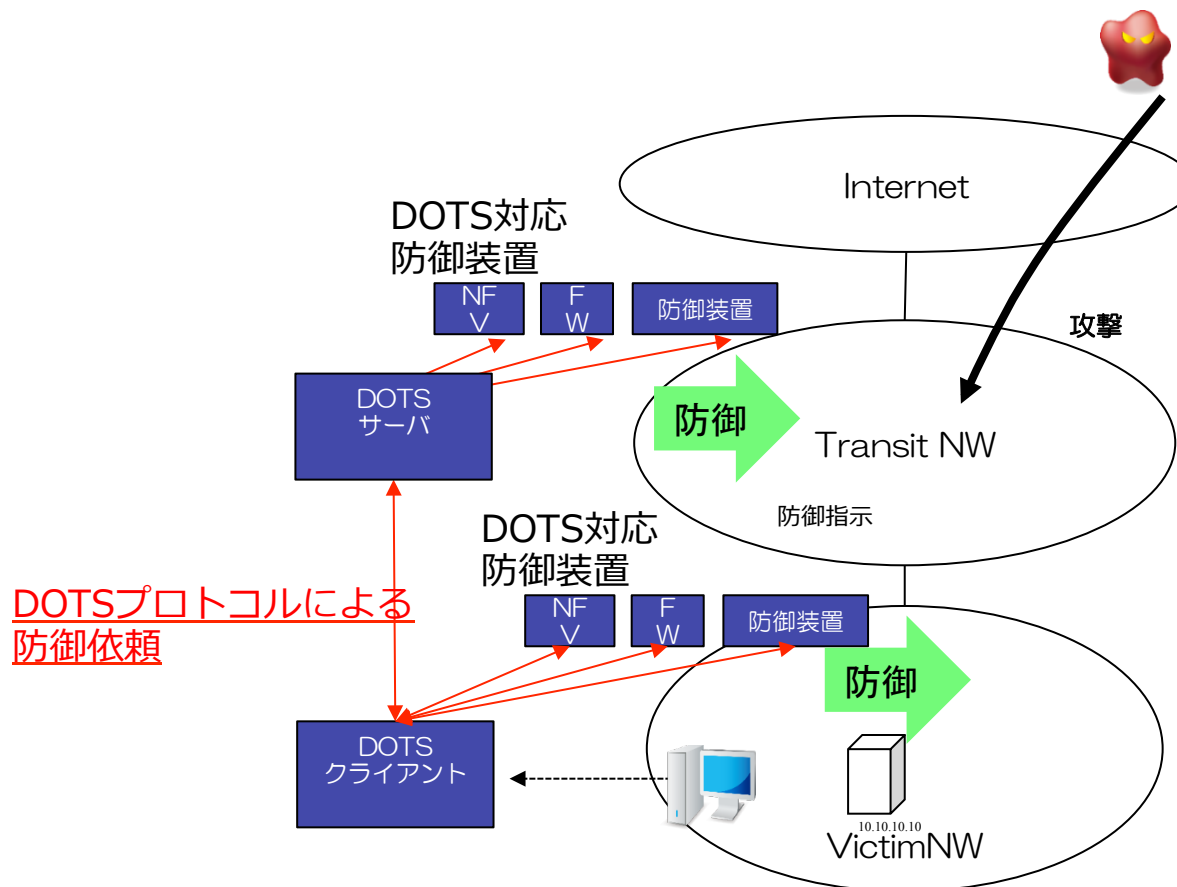 Internet
DOTS対応
防御装置
NF
V
F
W
防御装置
攻撃
DOTS
サーバ
防御
Transit NW
防御指示
DOTS対応
防御装置
DOTSプロトコルによる
防御依頼
NF
V
F
W
防御装置
防御
DOTS
クライアント
10.10.10.10
VictimNW